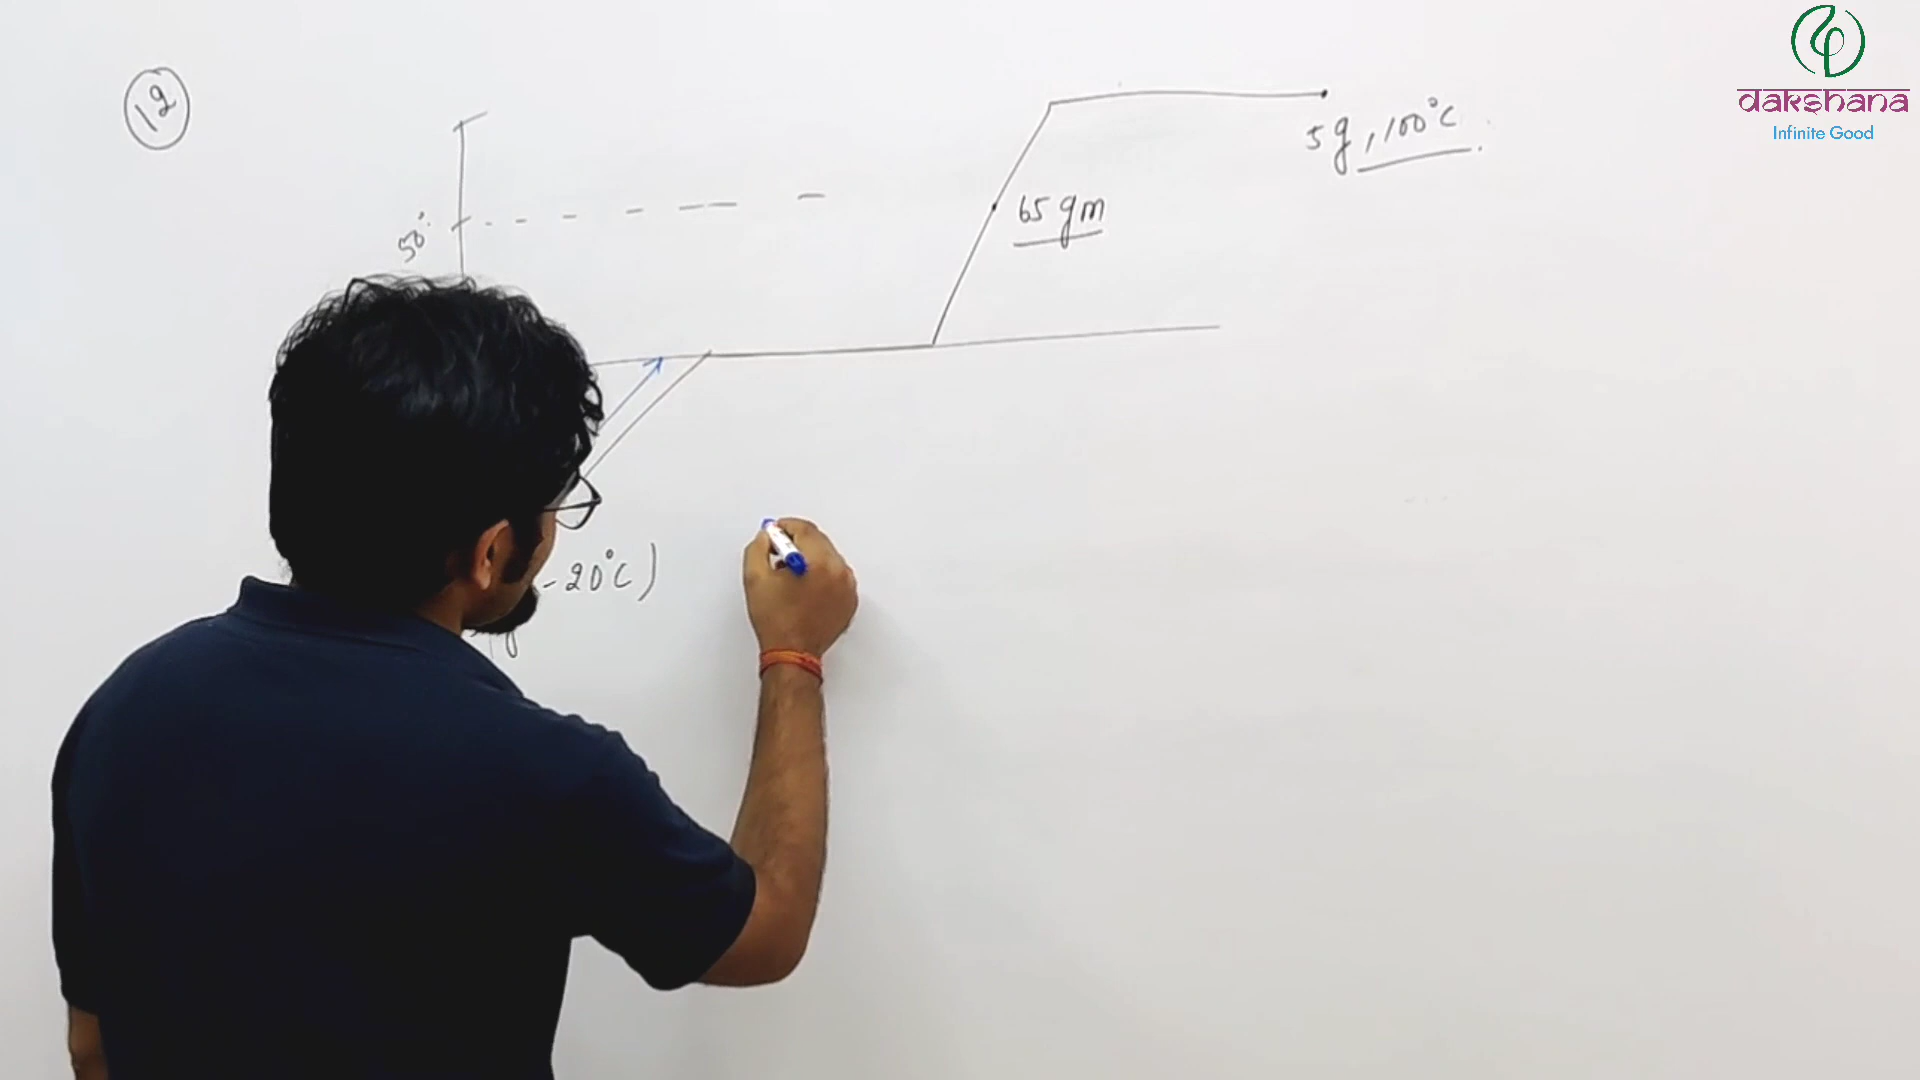 12
dakshana
Infinite Good
5g, 100°C
50°
65 gm
-20°C)
g